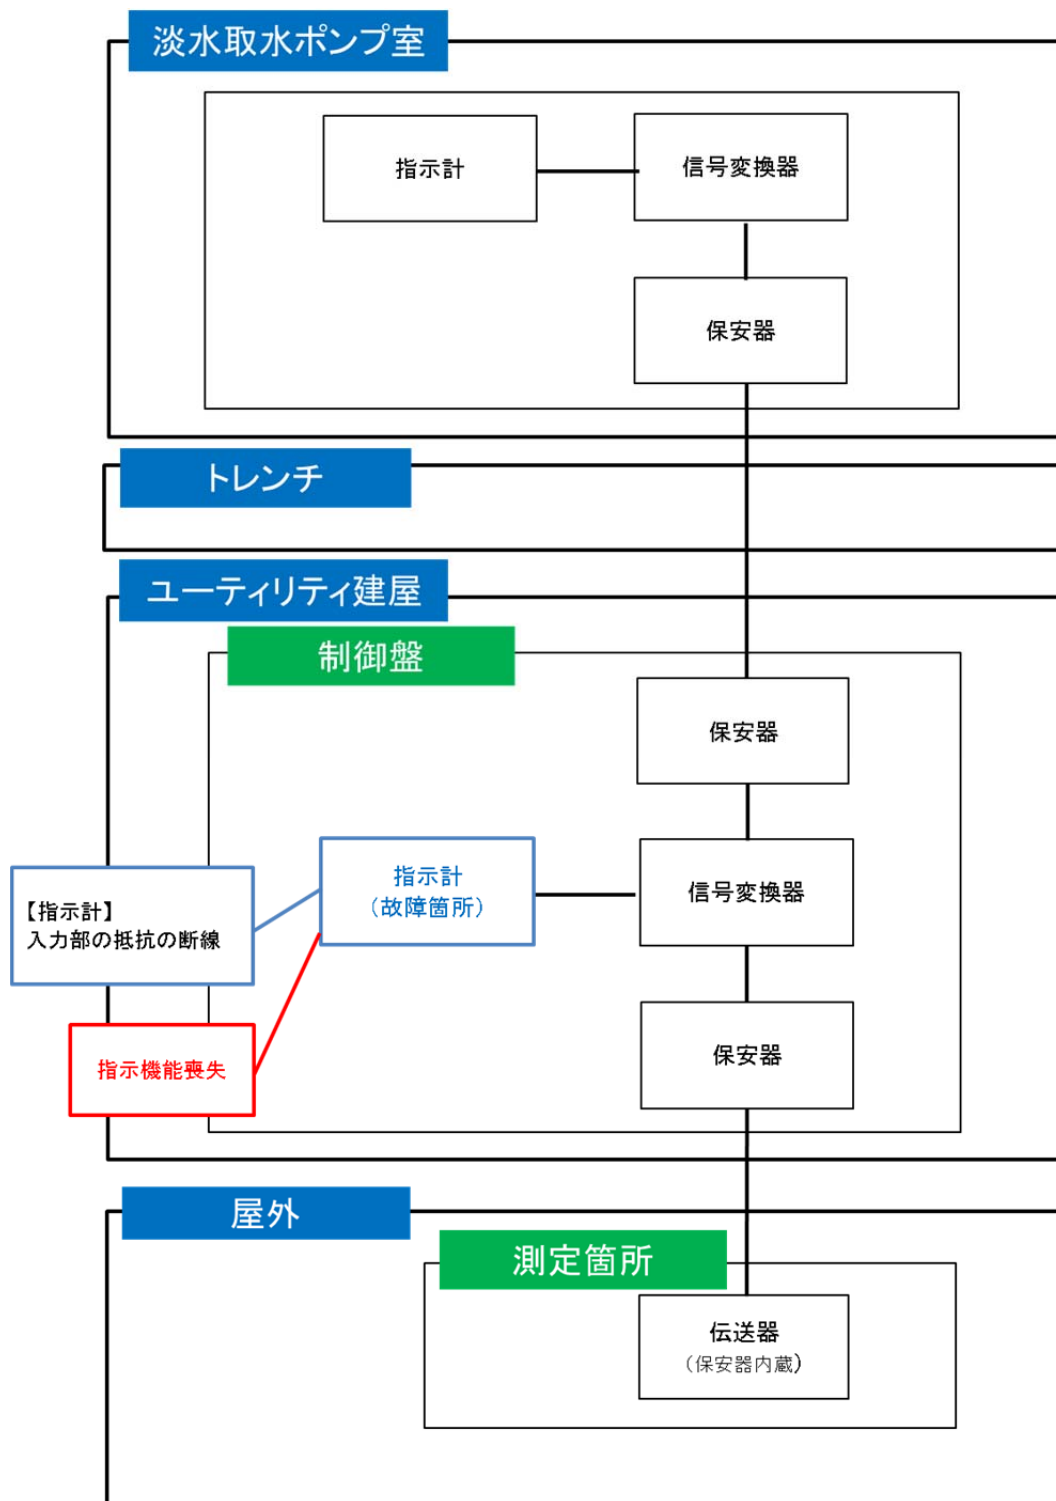 淡水取水ポンプ室
指示計
信号変換器
保安器
トレンチ
ユーティリティ建屋
制御盤
保安器
指示計
（故障箇所）
信号変換器
【指示計】
入力部の抵抗の断線
指示機能喪失
保安器
屋外
測定箇所
伝送器
（保安器内蔵）